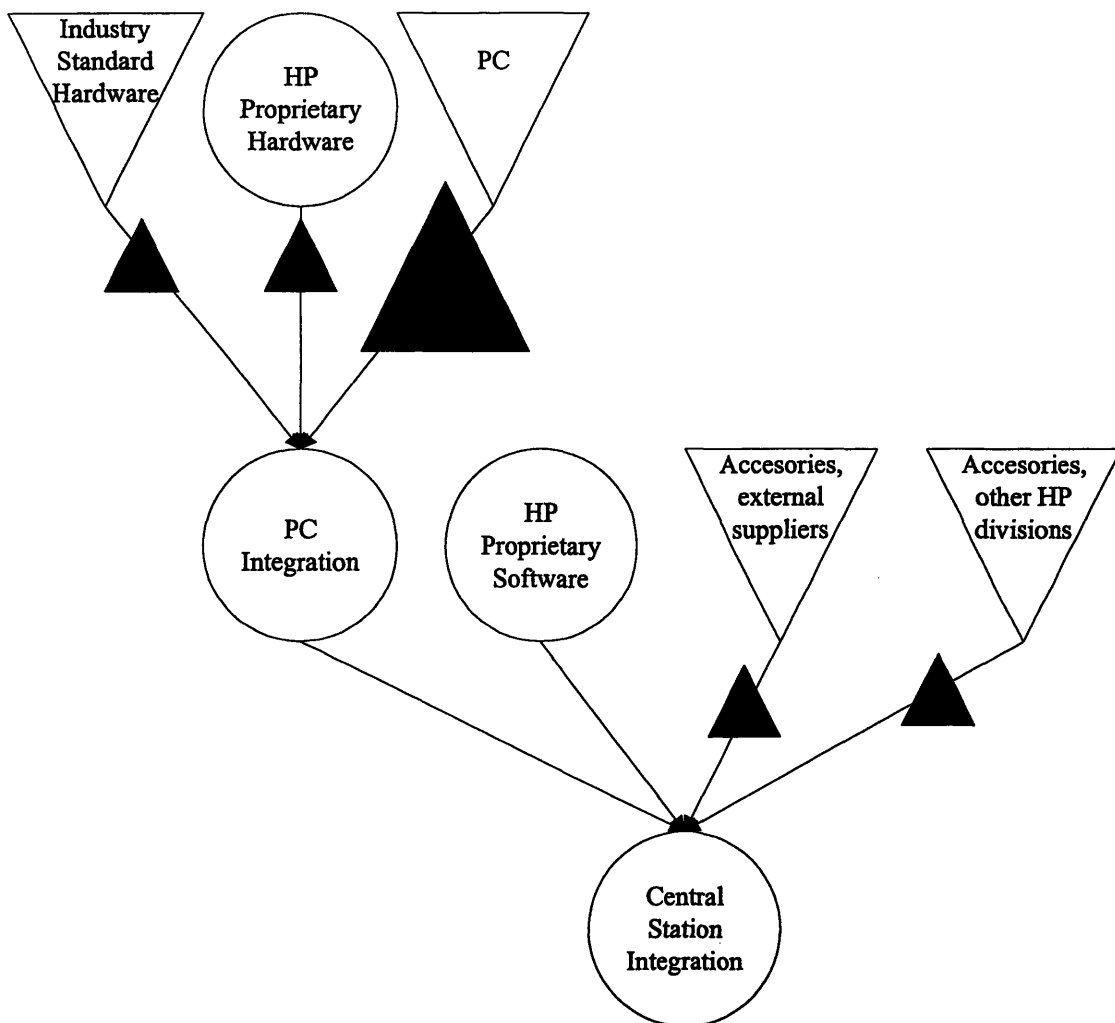 Industry
Standard
Hardware
HP
Proprietary
Hardware
PC
PC
Integration
HP
Proprietary
Software
Accesories,
external
suppliers
Accesories,
other HP
divisions
Central
Station
Integration